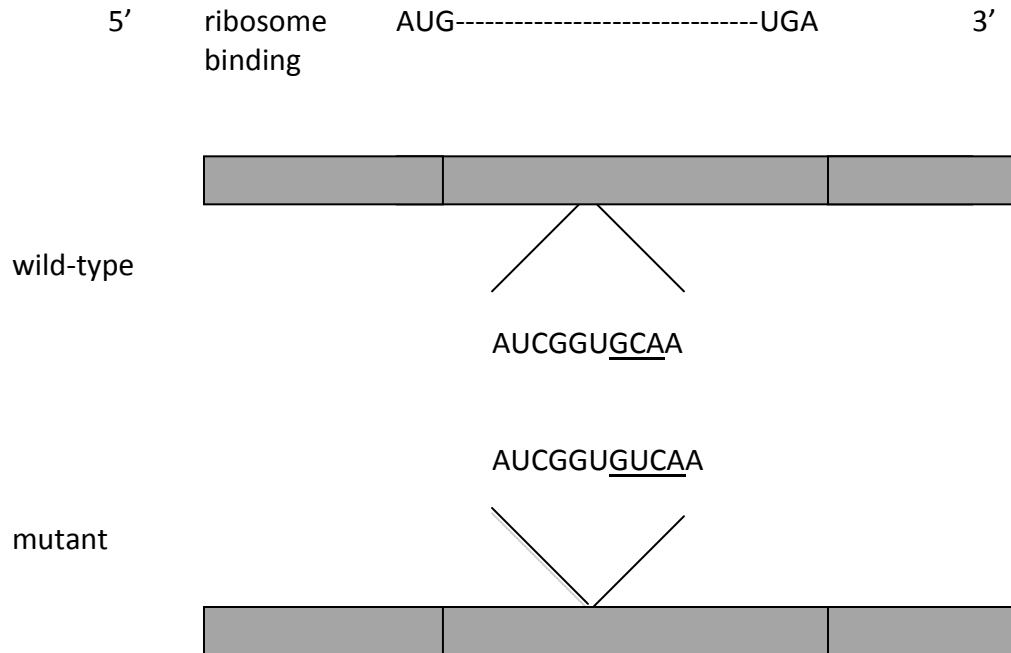 5’ ribosome AUG-----------------------------UGA 3’
binding
wild-type
AUCGGUGCAA
AUCGGUGUCAA
mutant